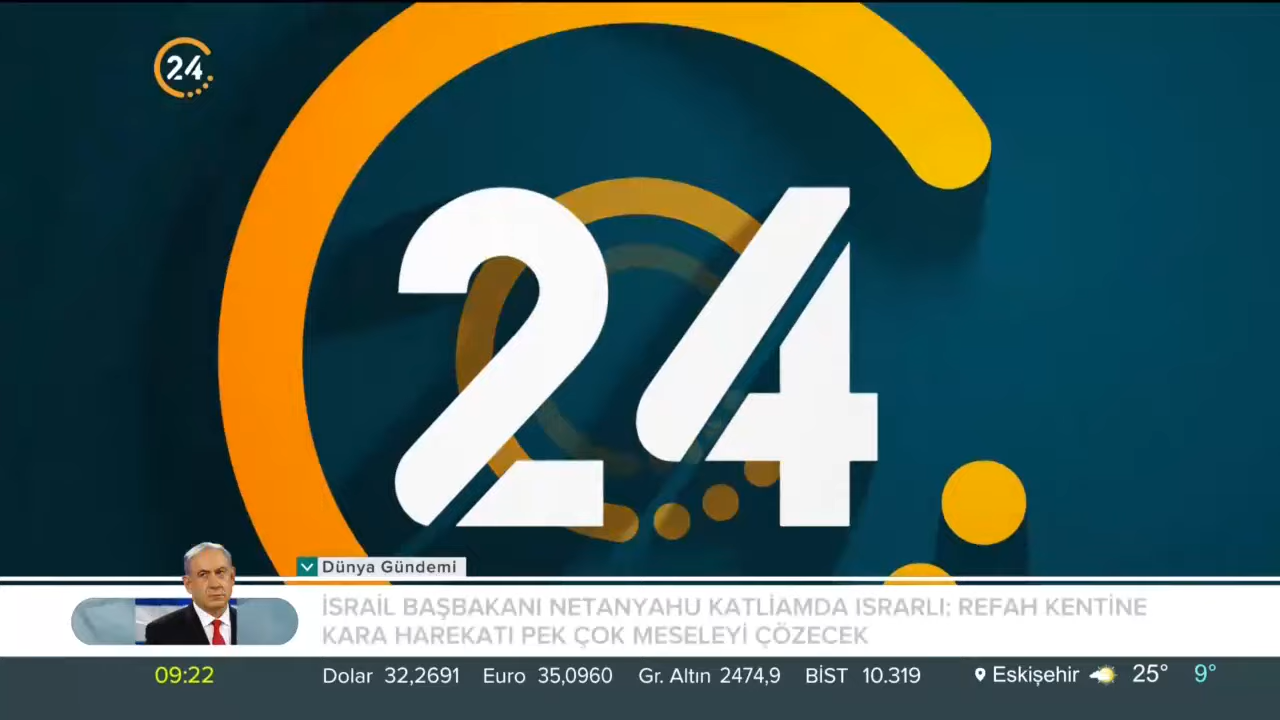 24
24
Dünya Gündemi
İSRAİL BAŞBAKANI NETANYAHU KATLİAMDA ISRARLI: REFAH KENTİNE
KARA HAREKATI PEK ÇOK MESELEYİ ÇÖZECEK
09:22 Dolar 32,2691 Euro 35,0960 Gr. Altın 2474,9 BİST 10.319 Eskişehir 25° 9°